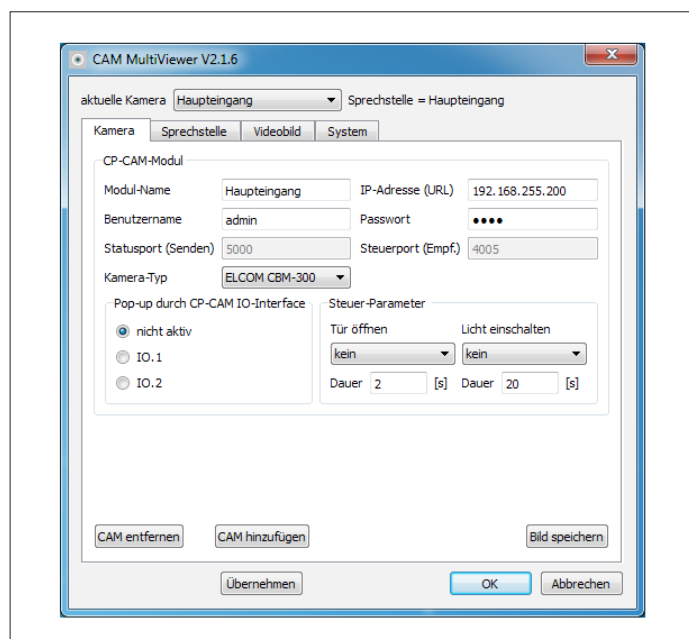 CAM MultiViewer V2.1.6
aktuelle Kamera Haupteingang Sprechstelle = Haupteingang
Kamera Sprechstelle Videobild System
CP-CAM-Modul
Modul-Name Haupteingang IP-Adresse (URL) 192.168.255.200
Benutzername admin Passwort ••••
Statusport (Senden) 5000 Steuerport (Empf.) 4005
Kamera-Typ ELCOM CBM-300
Pop-up durch CP-CAM IO-Interface Steuer-Parameter
nicht aktiv Tür öffnen Licht einschalten
IO.1 kein kein
IO.2 Dauer 2 [s] Dauer 20 [s]
CAM entfernen CAM hinzufügen Bild speichern
Übernehmen OK Abbrechen